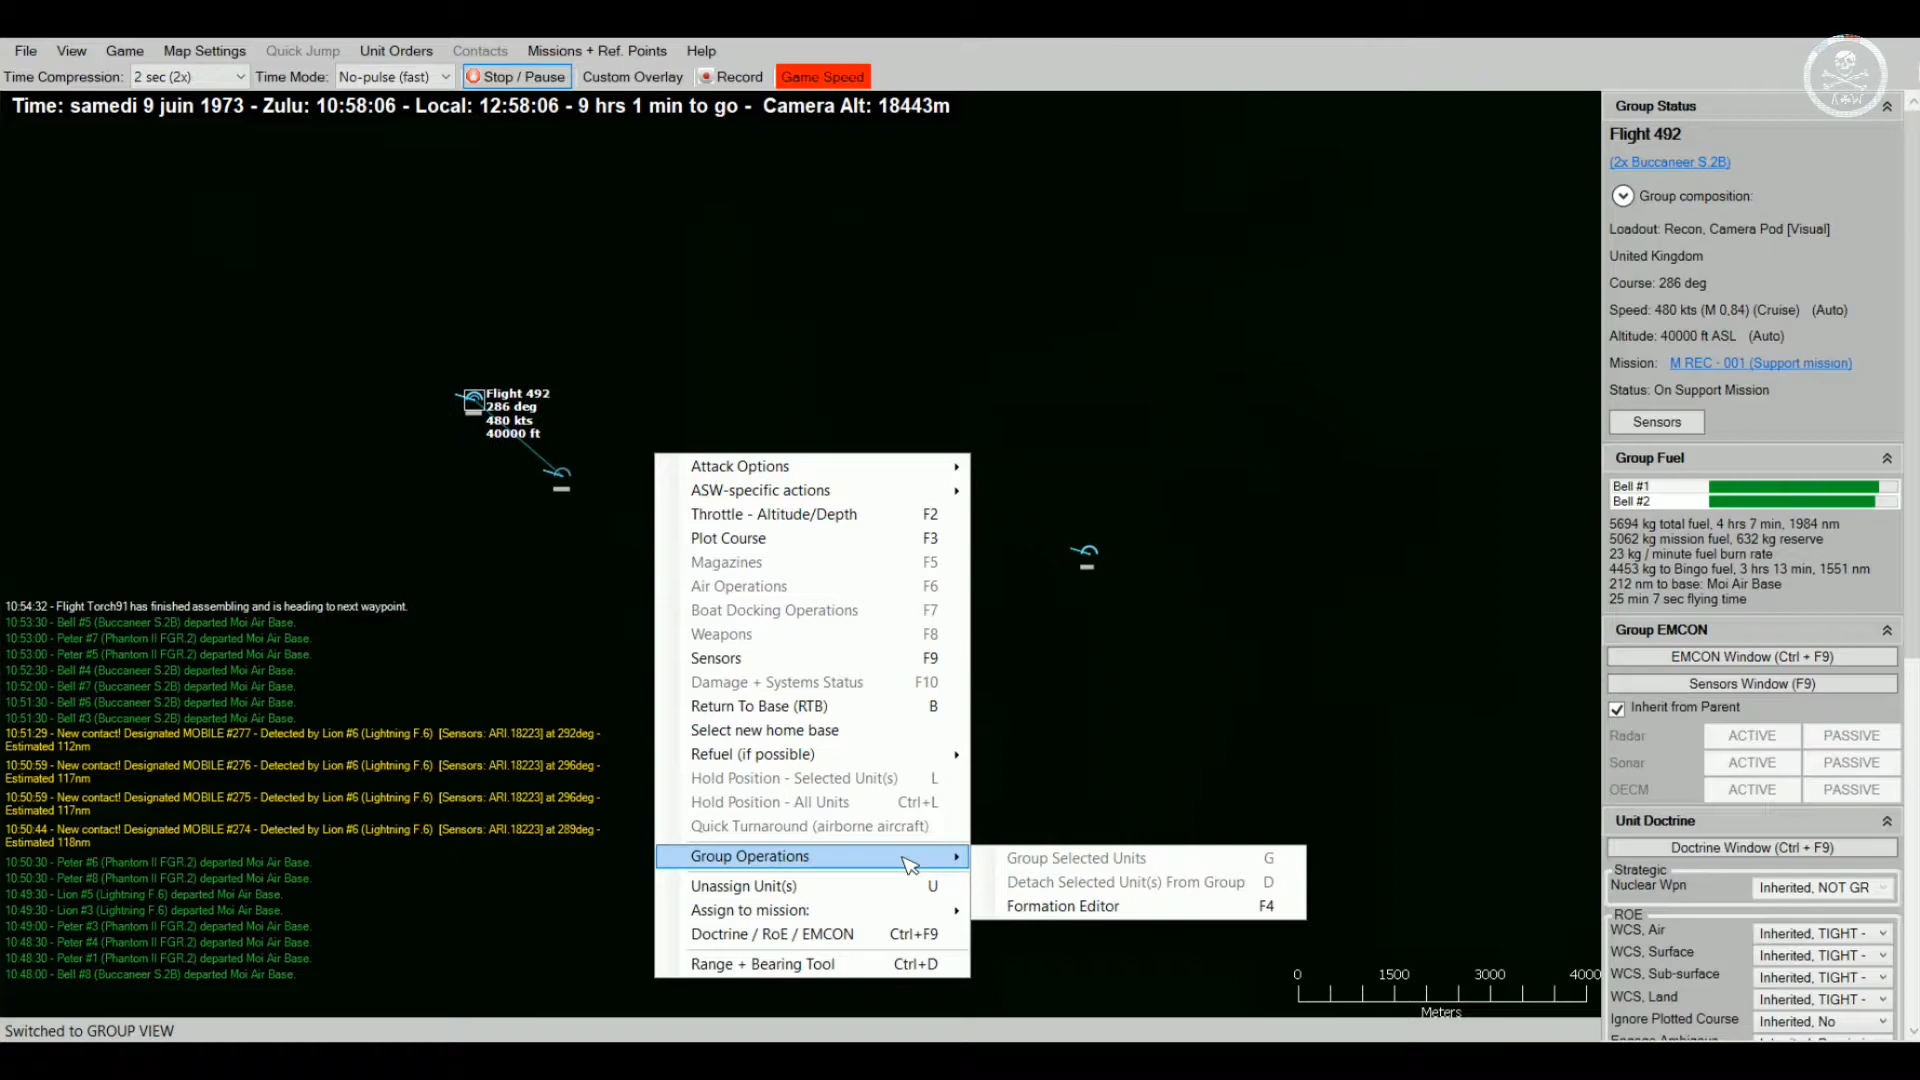 File View Game Map Settings Quick Jump Unit Orders Contacts Missions + Ref. Points Help
Time Compression: 2 sec (2x) Time Mode: No-pulse (fast) Stop / Pause Custom Overlay Record Game Speed
Time: samedi 9 juin 1973 - Zulu: 10:58:06 - Local: 12:58:06 - 9 hrs 1 min to go - Camera Alt: 18443m
Flight 492
286 deg
480 kts
40000 ft
10:54:32 - Flight Torch91 has finished assembling and is heading to next waypoint.
10:53:30 - Bell #5 (Buccaneer S.2B) departed Moi Air Base.
10:53:00 - Peter #7 (Phantom II FGR.2) departed Moi Air Base.
10:53:00 - Peter #5 (Phantom II FGR.2) departed Moi Air Base.
10:52:30 - Bell #4 (Buccaneer S.2B) departed Moi Air Base.
10:52:00 - Bell #7 (Buccaneer S.2B) departed Moi Air Base.
10:51:30 - Bell #6 (Buccaneer S.2B) departed Moi Air Base.
10:51:30 - Bell #3 (Buccaneer S.2B) departed Moi Air Base.
10:51:29 - New contact! Designated MOBILE #277 - Detected by Lion #6 (Lightning F.6) [Sensors: ARI.18223] at 292deg -
Estimated 112nm
10:50:59 - New contact! Designated MOBILE #276 - Detected by Lion #6 (Lightning F.6) [Sensors: ARI.18223] at 296deg -
Estimated 117nm
10:50:59 - New contact! Designated MOBILE #275 - Detected by Lion #6 (Lightning F.6) [Sensors: ARI.18223] at 296deg -
Estimated 117nm
10:50:44 - New contact! Designated MOBILE #274 - Detected by Lion #6 (Lightning F.6) [Sensors: ARI.18223] at 289deg -
Estimated 118nm
10:50:30 - Peter #6 (Phantom II FGR.2) departed Moi Air Base.
10:50:30 - Peter #8 (Phantom II FGR.2) departed Moi Air Base.
10:49:30 - Lion #5 (Lightning F.6) departed Moi Air Base.
10:49:30 - Lion #3 (Lightning F.6) departed Moi Air Base.
10:49:00 - Peter #3 (Phantom II FGR.2) departed Moi Air Base.
10:48:30 - Peter #4 (Phantom II FGR.2) departed Moi Air Base.
10:48:30 - Peter #1 (Phantom II FGR.2) departed Moi Air Base.
10:48:00 - Bell #8 (Buccaneer S.2B) departed Moi Air Base.
Attack Options
ASW-specific actions
Throttle - Altitude/Depth F2
Plot Course F3
Magazines F5
Air Operations F6
Boat Docking Operations F7
Weapons F8
Sensors F9
Damage + Systems Status F10
Return To Base (RTB) B
Select new home base
Refuel (if possible)
Hold Position - Selected Unit(s) L
Hold Position - All Units Ctrl+L
Quick Turnaround (airborne aircraft)
Group Operations
Unassign Unit(s) U
Assign to mission:
Doctrine / RoE / EMCON Ctrl+F9
Range + Bearing Tool Ctrl+D
Group Selected Units G
Detach Selected Unit(s) From Group D
Formation Editor F4
0 1500 3000 4000
Meters
Group Status
Flight 492
(2x Buccaneer S.2B)
Group composition:
Loadout: Recon, Camera Pod [Visual]
United Kingdom
Course: 286 deg
Speed: 480 kts (M 0,84) (Cruise) (Auto)
Altitude: 40000 ft ASL (Auto)
Mission: M REC - 001 (Support mission)
Status: On Support Mission
Sensors
Group Fuel
Bell #1
Bell #2
5694 kg total fuel, 4 hrs 7 min, 1984 nm
5062 kg mission fuel, 632 kg reserve
23 kg / minute fuel burn rate
4453 kg to Bingo fuel, 3 hrs 13 min, 1551 nm
212 nm to base: Moi Air Base
25 min 7 sec flying time
Group EMCON
EMCON Window (Ctrl + F9)
Sensors Window (F9)
Inherit from Parent
Radar ACTIVE PASSIVE
Sonar ACTIVE PASSIVE
OECM ACTIVE PASSIVE
Unit Doctrine
Doctrine Window (Ctrl + F9)
Strategic
Nuclear Wpn Inherited, NOT GR
ROE
WCS, Air Inherited, TIGHT -
WCS, Surface Inherited, TIGHT -
WCS, Sub-surface Inherited, TIGHT -
WCS, Land Inherited, TIGHT -
Ignore Plotted Course Inherited, No
Switched to GROUP VIEW